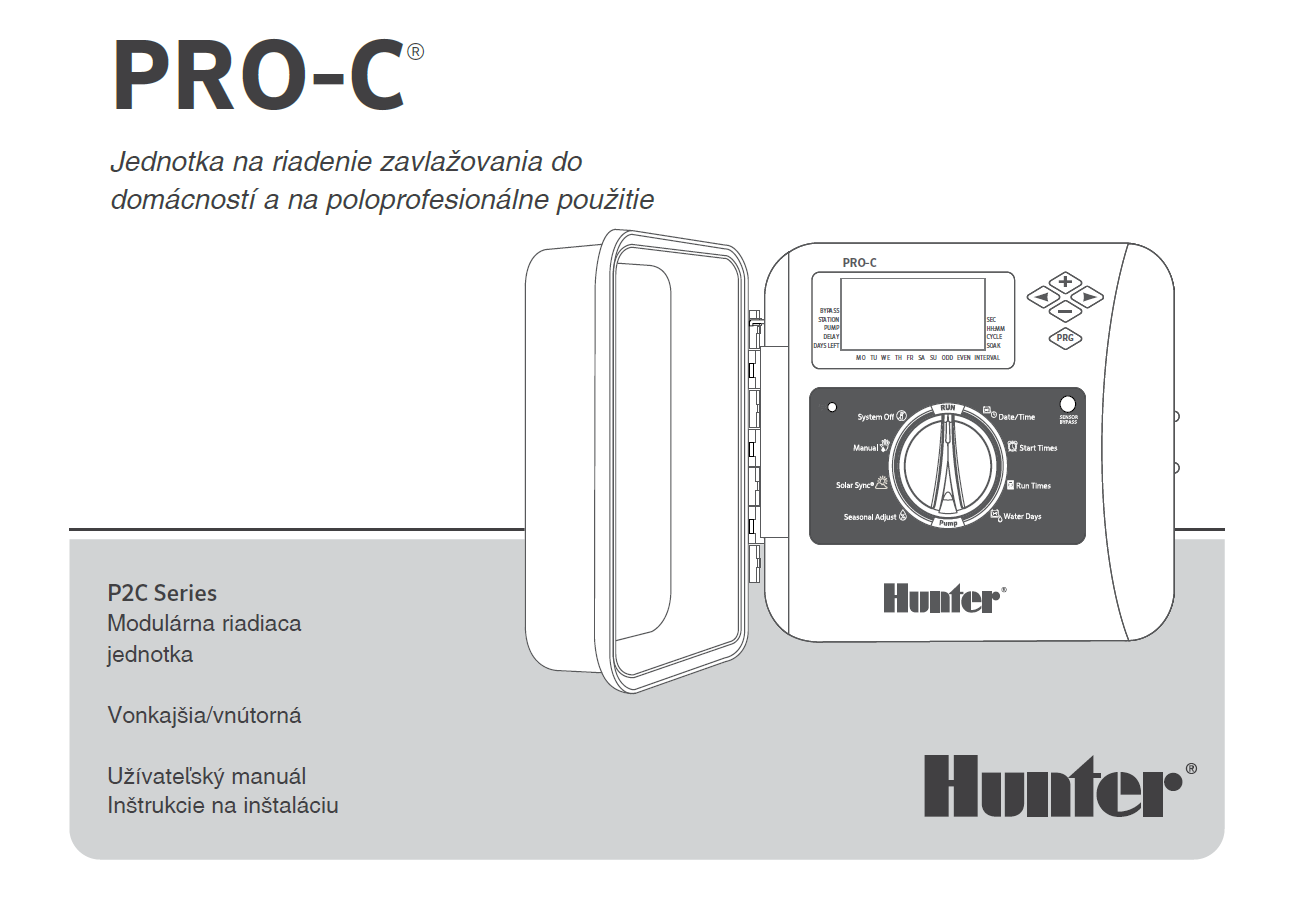 PRO-C®
Jednotka na riadenie zavlažovania do
domácností a na poloprofesionálne použitie
PRO-C
BYPASS
STATION
PUMP
DELAY
DAYS LEFT
SEC
HH:MM
CYCLE
SOAK
MO TU WE TH FR SA SU ODD EVEN INTERVAL
PRG
RUN
System Off
Date/Time
SENSOR
BYPASS
Manual
Start Times
Solar Sync®
Run Times
Seasonal Adjust
Water Days
Pump
Hunter®
P2C Series
Modulárna riadiaca
jednotka
Vonkajšia/vnútorná
Užívateľský manuál
Inštrukcie na inštaláciu
Hunter®